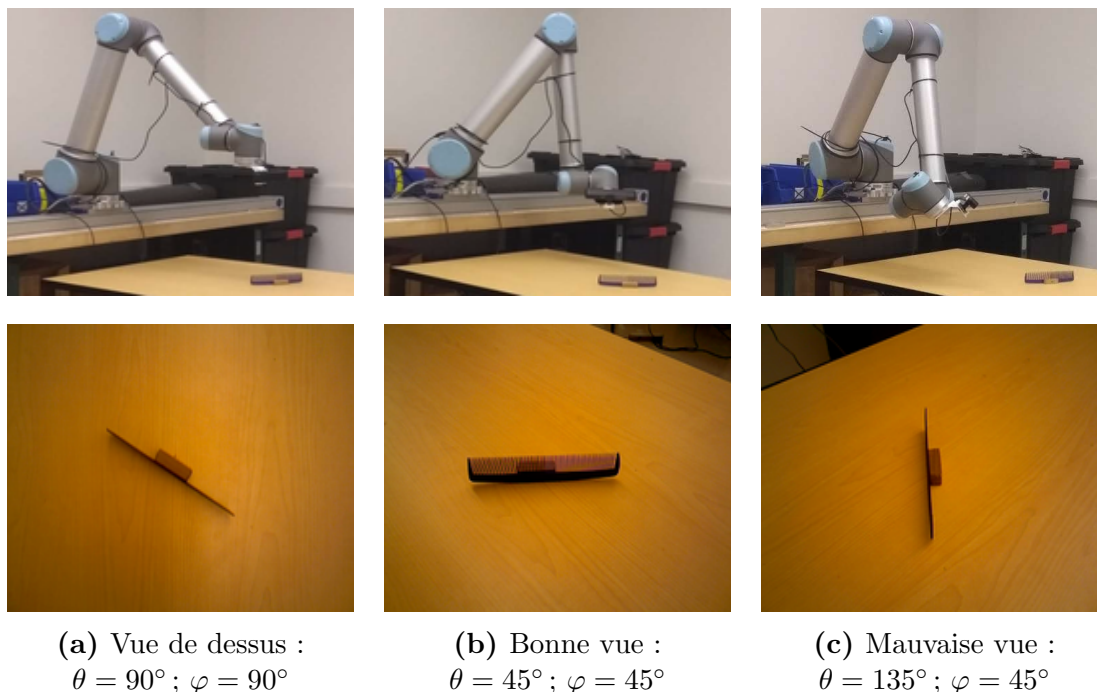 (a) Vue de dessus :
θ = 90° ; φ = 90°
(b) Bonne vue :
θ = 45° ; φ = 45°
(c) Mauvaise vue :
θ = 135° ; φ = 45°